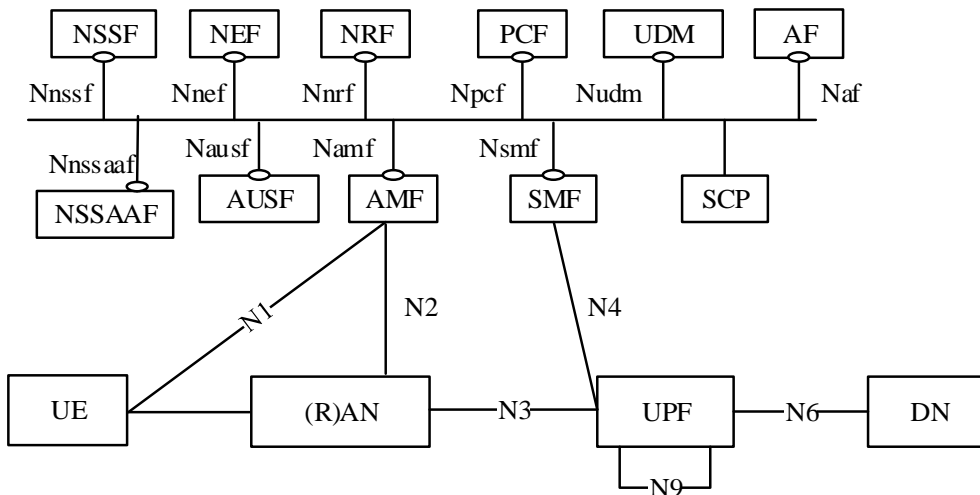 NSSF NEF NRF PCF UDM AF
Nnssf Nnef Nnrf Npcf Nudm Naf
Nnssaaf Nausf Namf Nsmf
NSSAAF AUSF AMF SMF SCP
N1 N2 N4
UE (R)AN N3 UPF N6 DN
N9